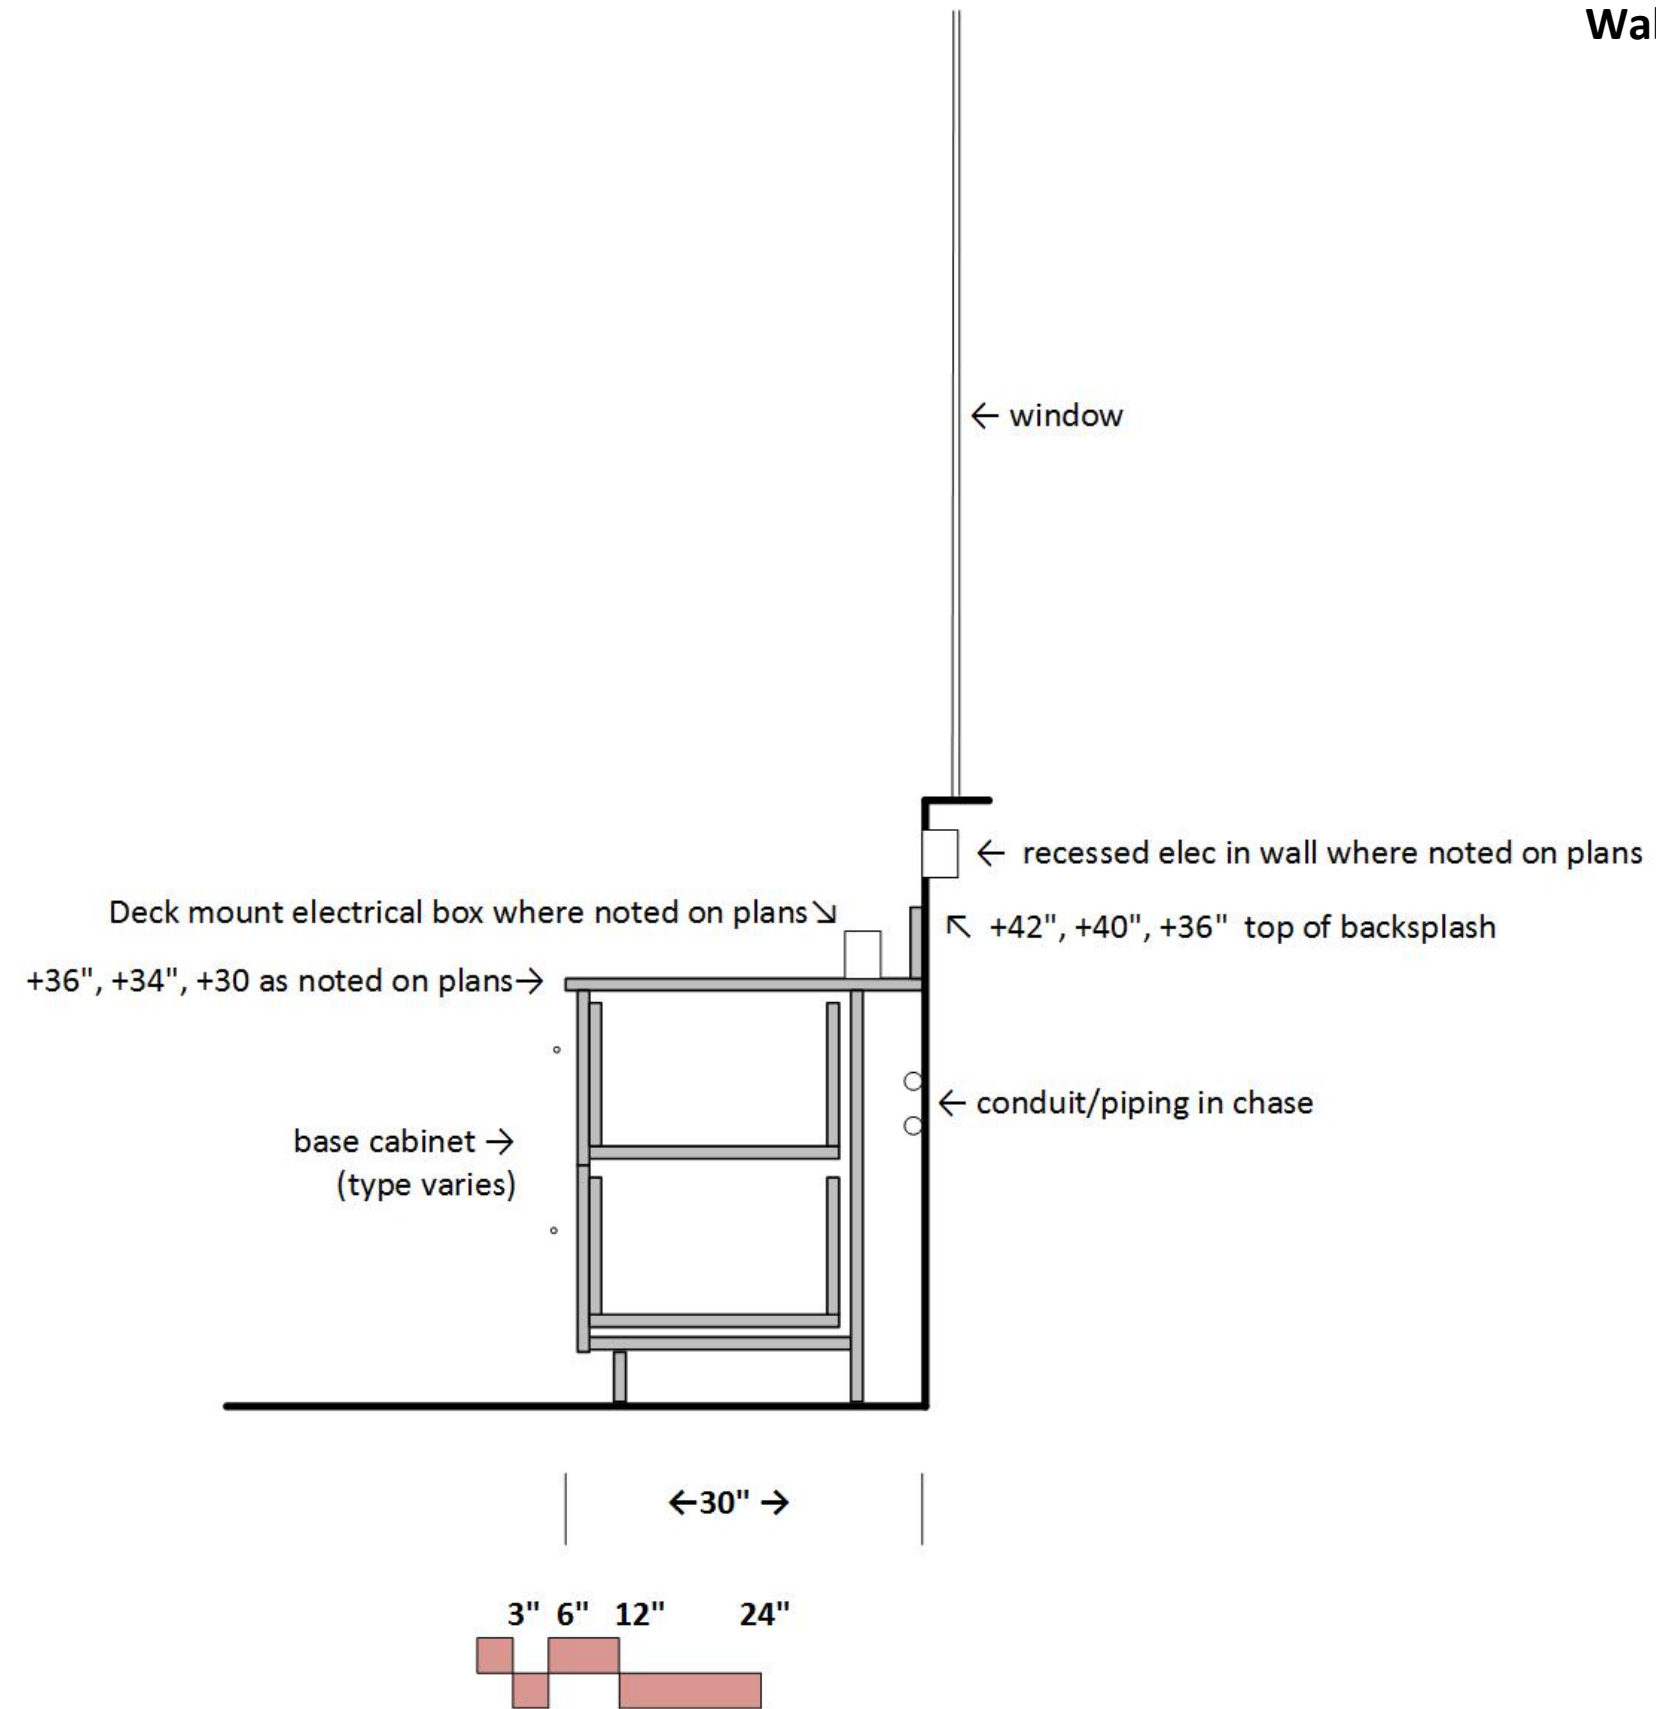 Wal
← window
← recessed elec in wall where noted on plans
Deck mount electrical box where noted on plans↘
↖ +42", +40", +36" top of backsplash
+36", +34", +30 as noted on plans→
← conduit/piping in chase
base cabinet →
(type varies)
←30" →
3" 6" 12" 24"